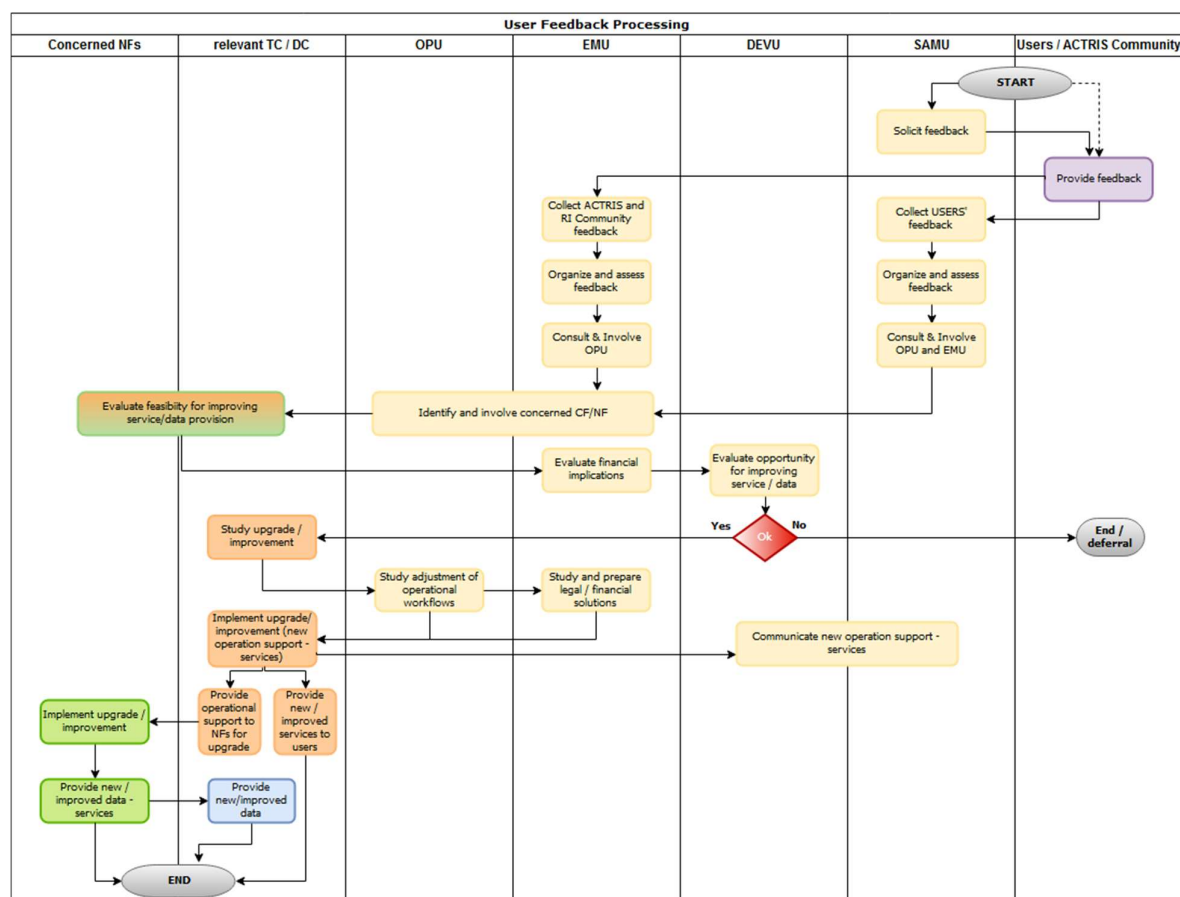 User Feedback Processing
Concerned NFs
relevant TC / DC
OPU
EMU
DEVU
SAMU
Users / ACTRIS Community
START
Solicit feedback
Provide feedback
Collect ACTRIS and
RI Community
feedback
Collect USERS'
feedback
Organize and assess
feedback
Organize and assess
feedback
Consult & Involve
OPU
Consult & Involve
OPU and EMU
Evaluate feasibiity for improving
service/data provision
Identify and involve concerned CF/NF
Evaluate financial
implications
Evaluate opportunity
for improving
service / data
Study upgrade /
improvement
Yes
Ok
No
End /
deferral
Study adjustment of
operational
workflows
Study and prepare
legal / financial
solutions
Implement upgrade/
improvement (new
operation support -
services)
Communicate new operation support -
services
Implement upgrade /
improvement
Provide
operational
support to
NFs for
upgrade
Provide
new /
improved
services to
users
Provide new /
improved data -
services
Provide
new/improved
data
END